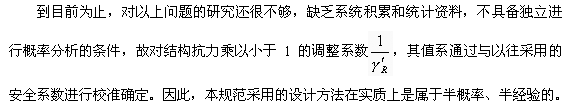 到目前为止，对以上问题的研究还很不够，缺乏系统积累和统计资料，不具备独立进
行概率分析的条件，故对结构抗力乘以小于 1 的调整系数 1/γ′R ，其值系通过与以往采用的
安全系数进行校准确定。因此，本规范采用的设计方法在实质上是属于半概率、半经验的。